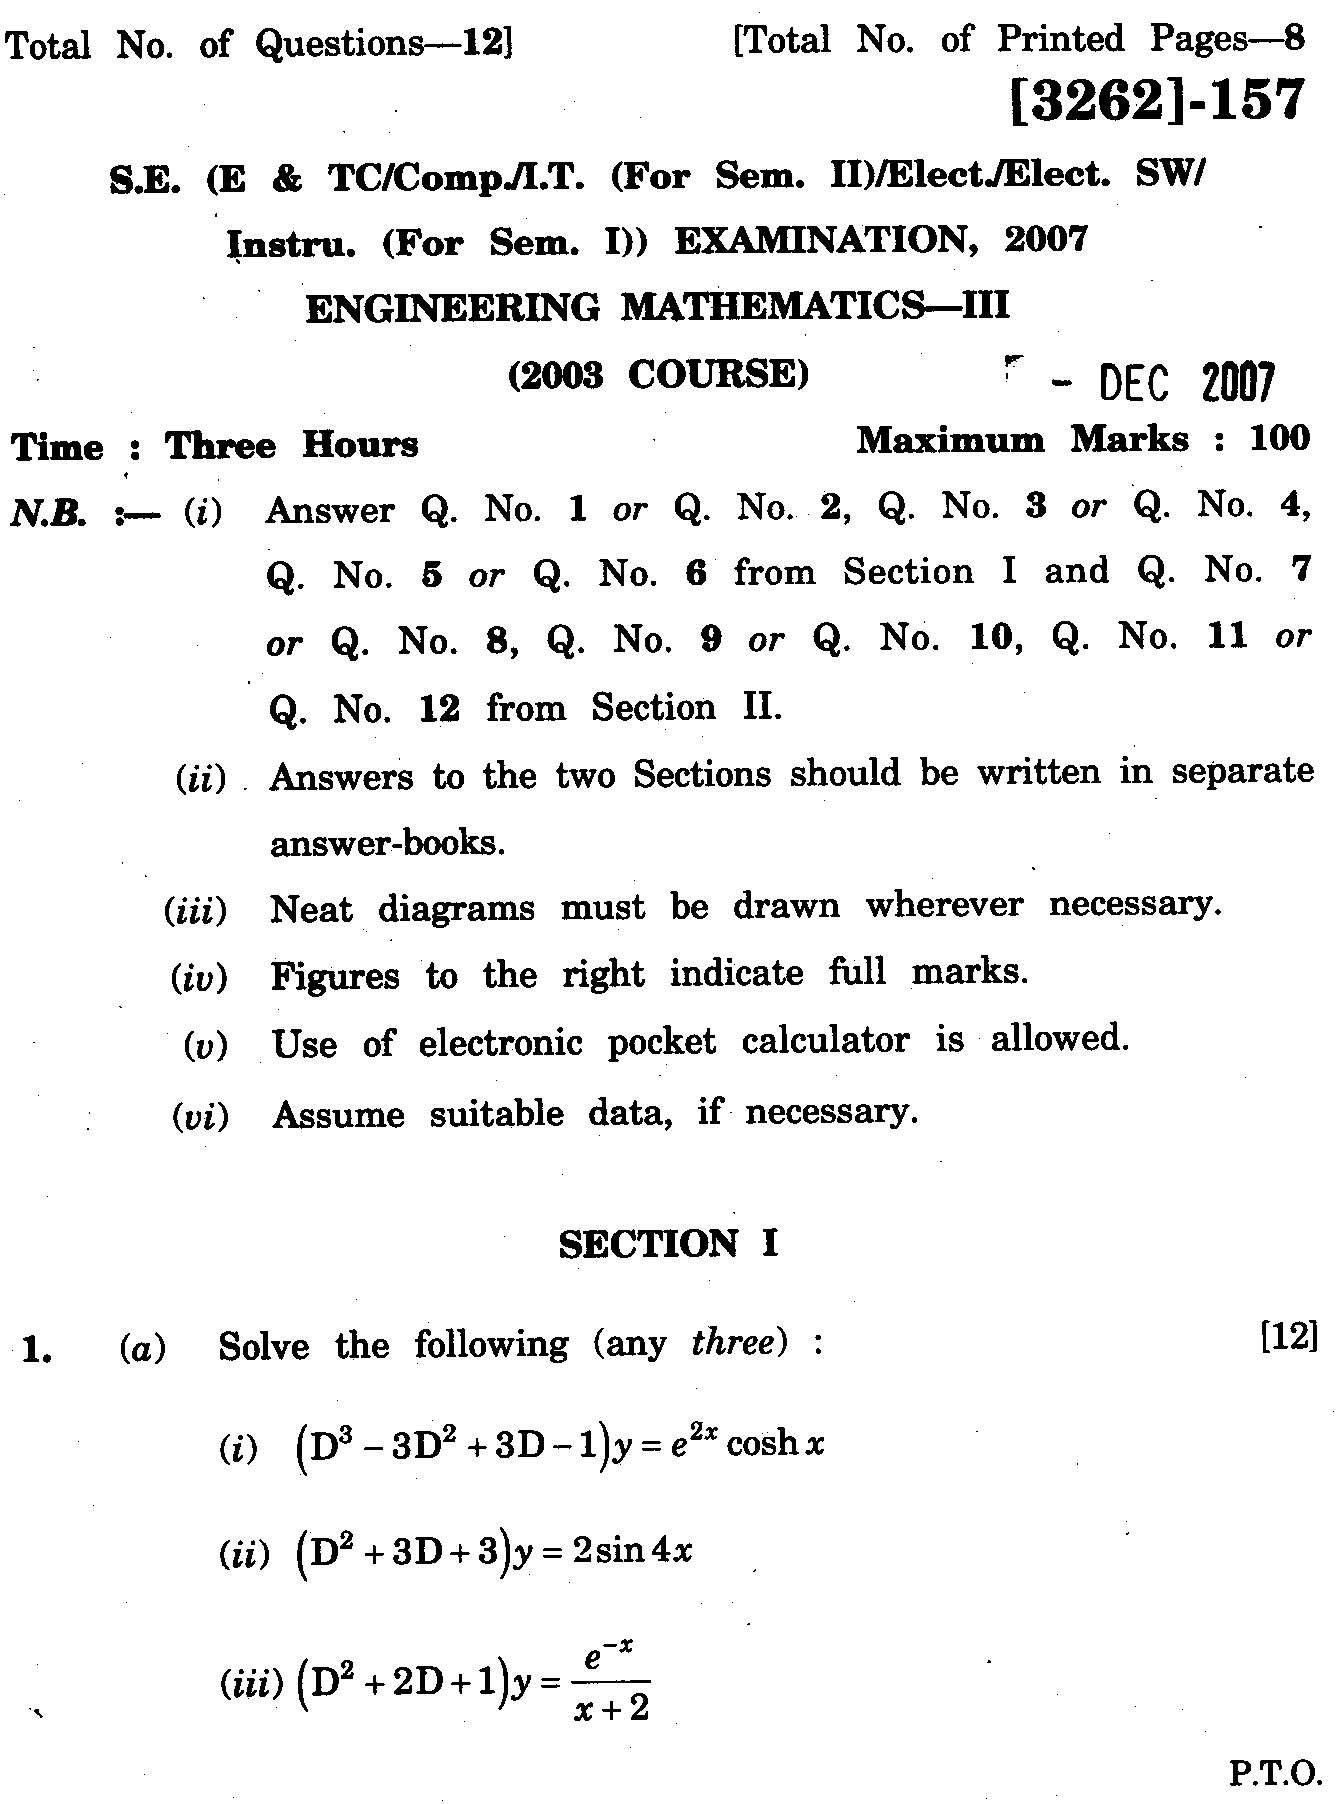 Total No. of Questions—12] [Total No. of Printed Pages—8
[3262]-157
S.E. (E & TC/Comp./I.T. (For Sem. II)/Elect./Elect. SW/
Instru. (For Sem. I)) EXAMINATION, 2007
ENGINEERING MATHEMATICS—III
(2003 COURSE) - DEC 2007
Time : Three Hours Maximum Marks : 100
N.B. :— (i) Answer Q. No. 1 or Q. No. 2, Q. No. 3 or Q. No. 4,
Q. No. 5 or Q. No. 6 from Section I and Q. No. 7
or Q. No. 8, Q. No. 9 or Q. No. 10, Q. No. 11 or
Q. No. 12 from Section II.
(ii) Answers to the two Sections should be written in separate
answer-books.
(iii) Neat diagrams must be drawn wherever necessary.
(iv) Figures to the right indicate full marks.
(v) Use of electronic pocket calculator is allowed.
(vi) Assume suitable data, if necessary.
SECTION I
1. (a) Solve the following (any three) : [12]
(i) (D³ – 3D² + 3D – 1)y = e²ˣ cosh x
(ii) (D² + 3D + 3)y = 2 sin 4x
(iii) (D² + 2D + 1)y = e⁻ˣ / x + 2
P.T.O.